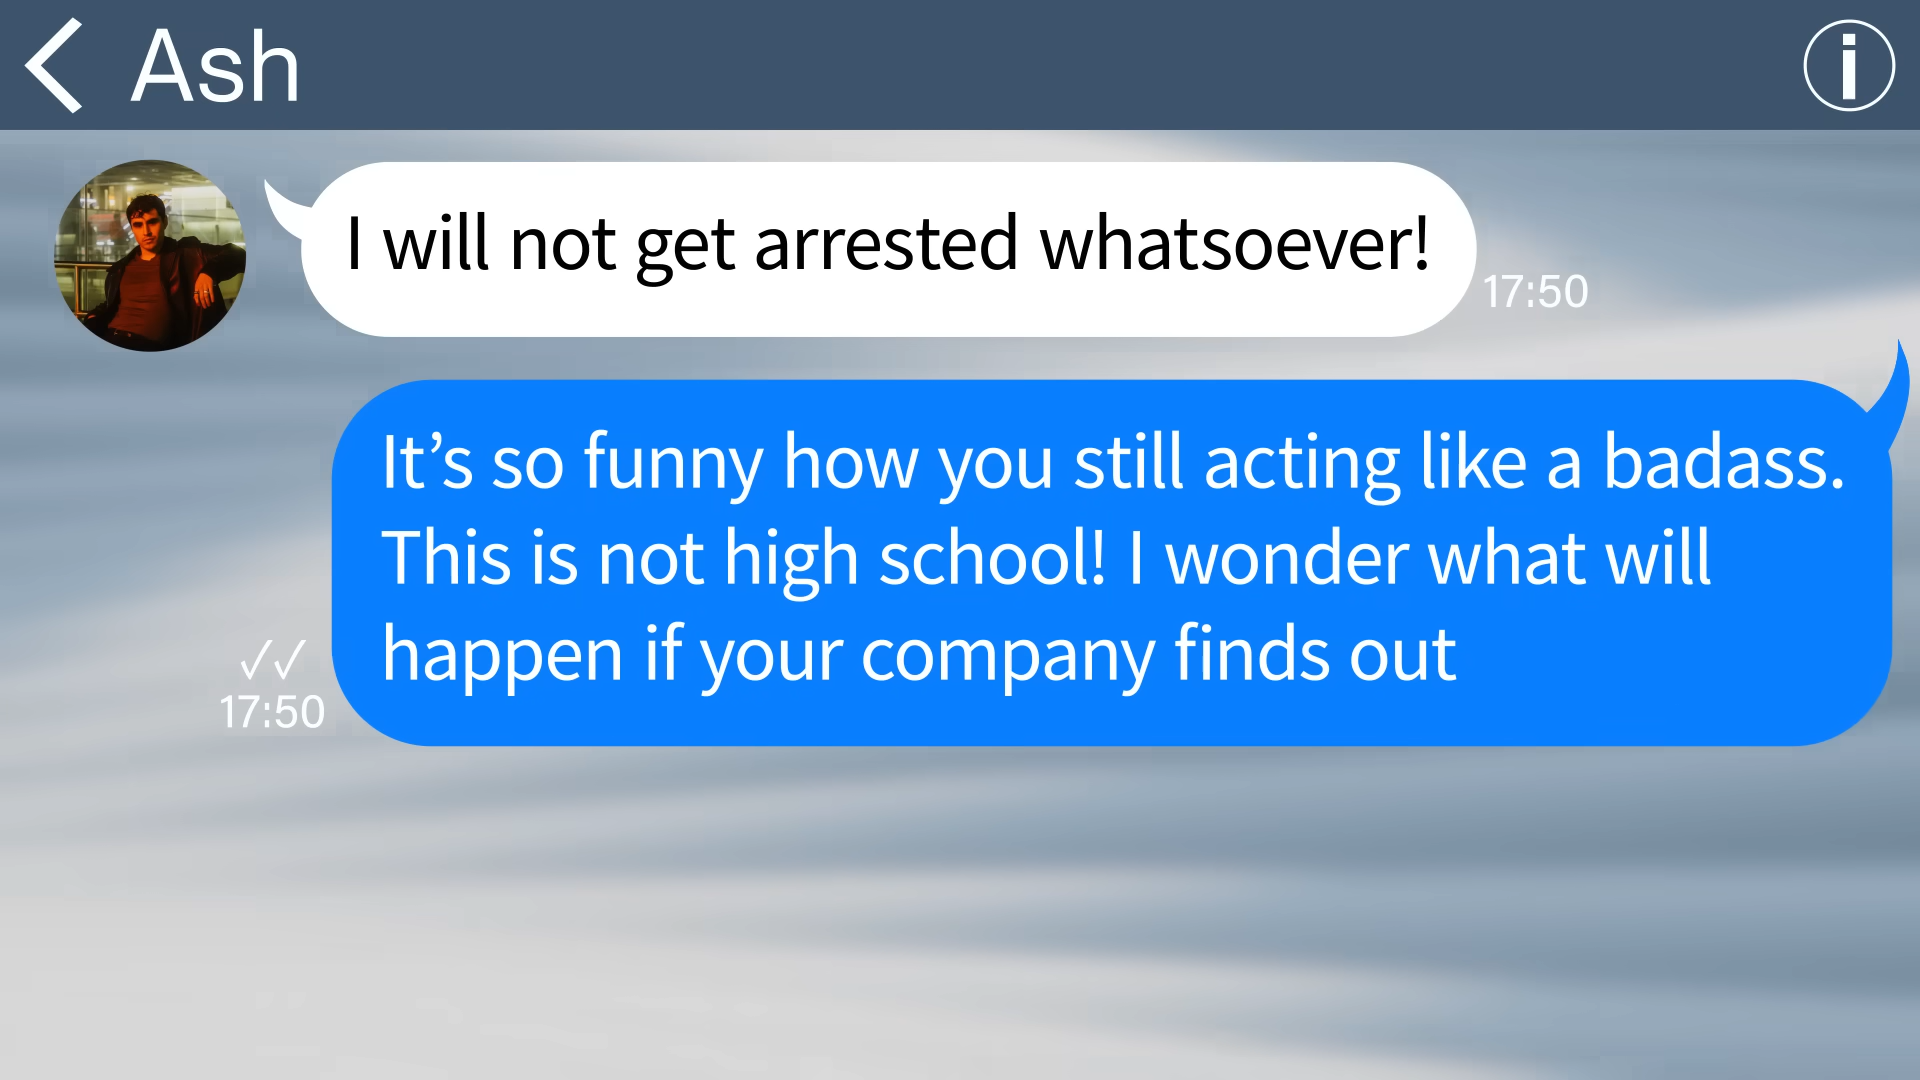 Ash
i
I will not get arrested whatsoever!
17:50
It’s so funny how you still acting like a badass.
This is not high school! I wonder what will
happen if your company finds out
17:50